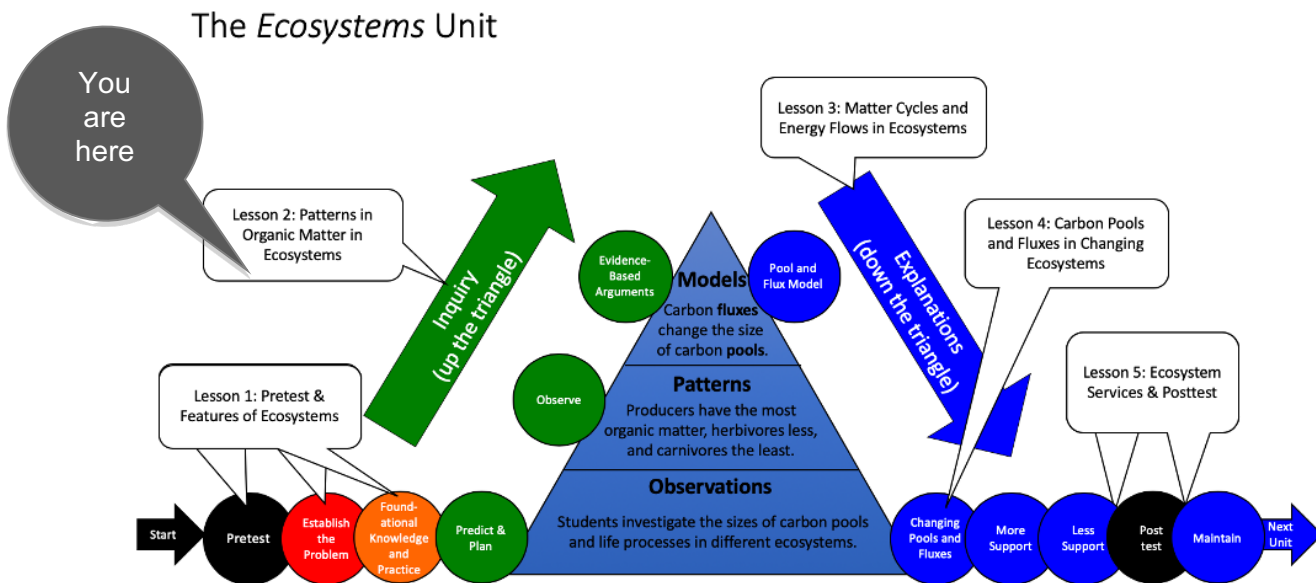 The Ecosystems Unit
You
are
here
Lesson 2: Patterns in
Organic Matter in
Ecosystems
Inquiry
(up the triangle)
Lesson 1: Pretest &
Features of Ecosystems
Lesson 3: Matter Cycles and
Energy Flows in Ecosystems
Explanations
(down the triangle)
Lesson 4: Carbon Pools
and Fluxes in Changing
Ecosystems
Lesson 5: Ecosystem
Services & Posttest
Evidence-
Based
Arguments
Models
Carbon fluxes
change the size
of carbon pools.
Pool and
Flux Model
Observe
Patterns
Producers have the most
organic matter, herbivores less,
and carnivores the least.
Observations
Students investigate the sizes of carbon pools
and life processes in different ecosystems.
Start
Pretest
Establish
the
Problem
Found-
ational
Knowledge
and
Practice
Predict &
Plan
Changing
Pools and
Fluxes
More
Support
Less
Support
Post
test
Maintain
Next
Unit